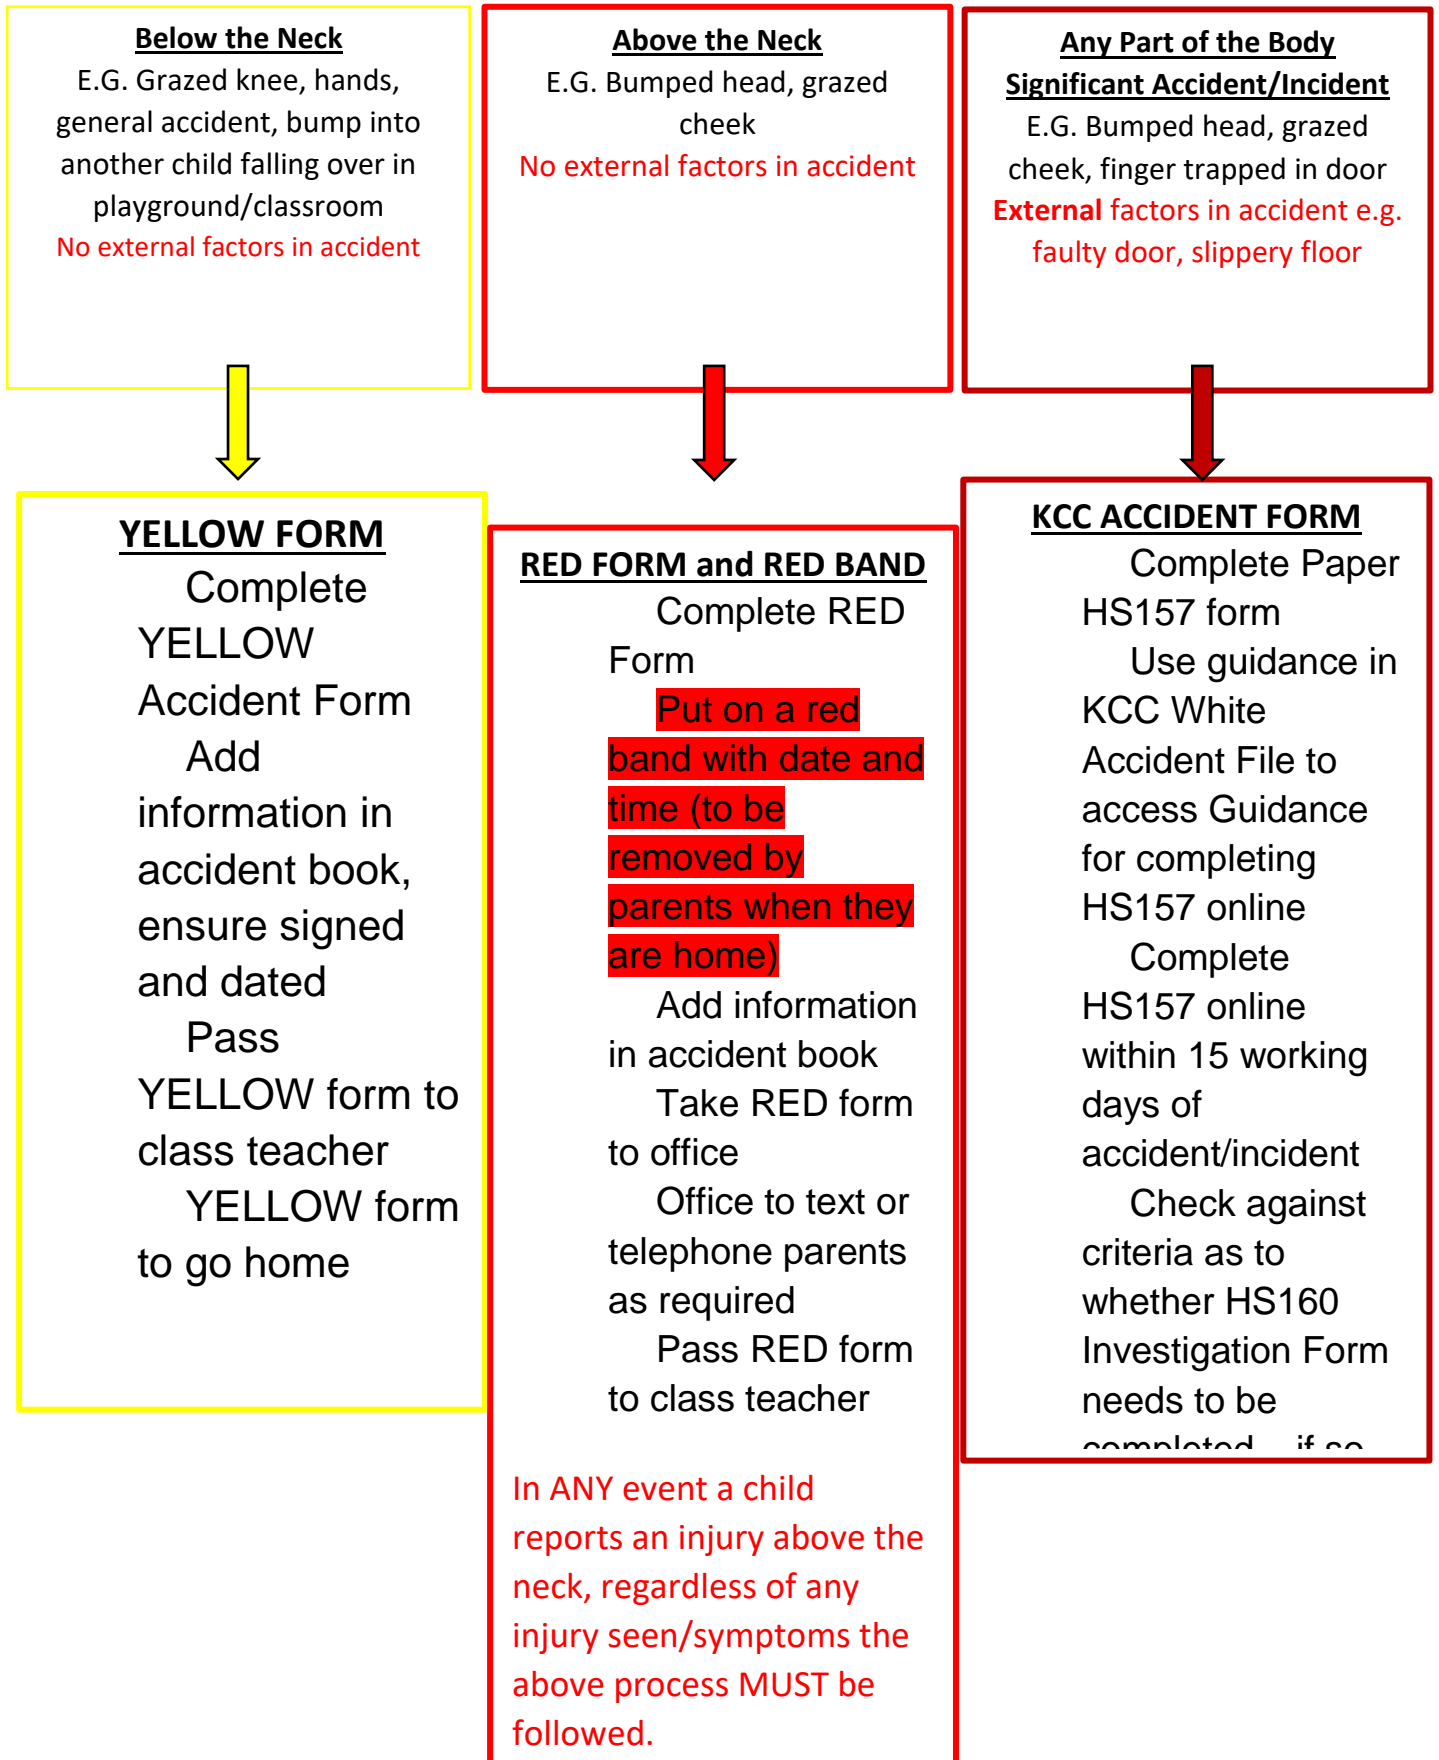 Below the Neck
E.G. Grazed knee, hands,
general accident, bump into
another child falling over in
playground/classroom
No external factors in accident
Above the Neck
E.G. Bumped head, grazed
cheek
No external factors in accident
Any Part of the Body
Significant Accident/Incident
E.G. Bumped head, grazed
cheek, finger trapped in door
External factors in accident e.g.
faulty door, slippery floor
YELLOW FORM
Complete
YELLOW
Accident Form
Add
information in
accident book,
ensure signed
and dated
Pass
YELLOW form to
class teacher
YELLOW form
to go home
RED FORM and RED BAND
Complete RED
Form
Put on a red
band with date and
time (to be
removed by
parents when they
are home)
Add information
in accident book
Take RED form
to office
Office to text or
telephone parents
as required
Pass RED form
to class teacher
In ANY event a child
reports an injury above the
neck, regardless of any
injury seen/symptoms the
above process MUST be
followed.
KCC ACCIDENT FORM
Complete Paper
HS157 form
Use guidance in
KCC White
Accident File to
access Guidance
for completing
HS157 online
Complete
HS157 online
within 15 working
days of
accident/incident
Check against
criteria as to
whether HS160
Investigation Form
needs to be
completed – if so